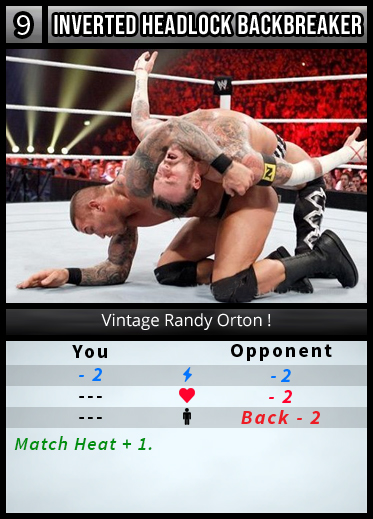 9 INVERTED HEADLOCK BACKBREAKER
W
N
Vintage Randy Orton !
You Opponent
- 2 -2
--- - 2
--- Back - 2
Match Heat + 1.